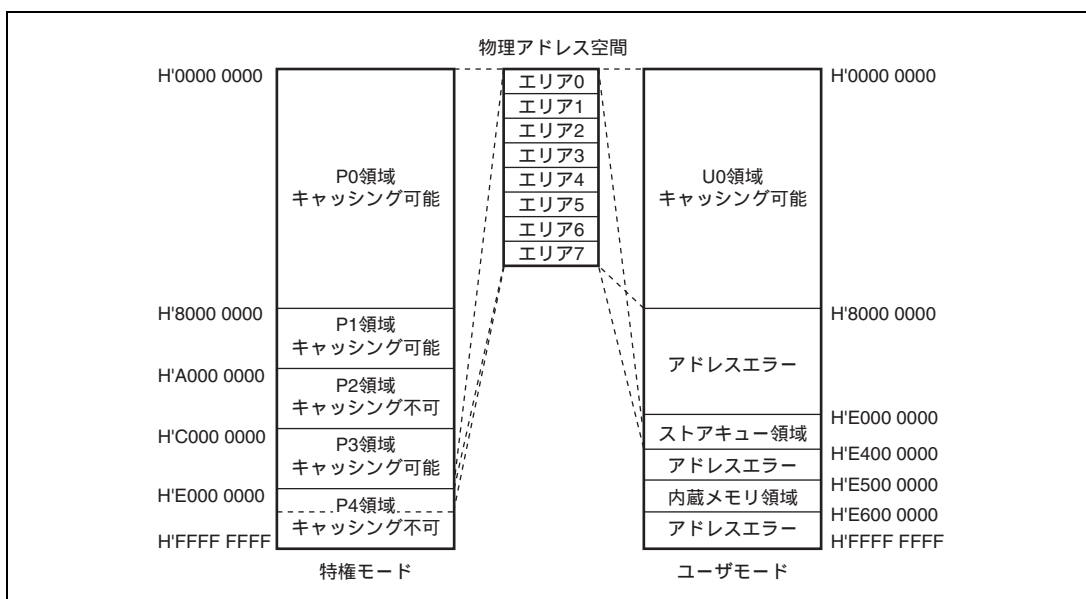 物理アドレス空間
H'0000 0000
H'8000 0000
H'A000 0000
H'C000 0000
H'E000 0000
H'FFFF FFFF
P0領域
キャッシング可能
P1領域
キャッシング可能
P2領域
キャッシング不可
P3領域
キャッシング可能
P4領域
キャッシング不可
特権モード
エリア0
エリア1
エリア2
エリア3
エリア4
エリア5
エリア6
エリア7
U0領域
キャッシング可能
アドレスエラー
ストアキュー領域
アドレスエラー
内蔵メモリ領域
アドレスエラー
ユーザモード
H'0000 0000
H'8000 0000
H'E000 0000
H'E400 0000
H'E500 0000
H'E600 0000
H'FFFF FFFF